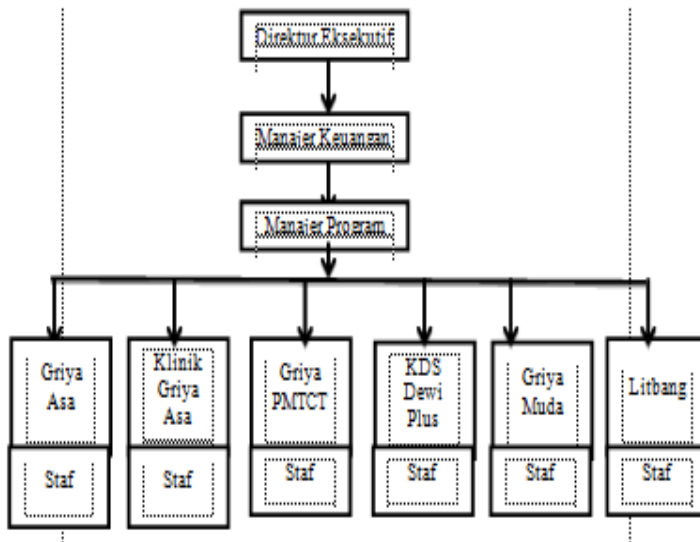 Direktur Eksekutif
Manajer Keuangan
Manajer Program
Griya
Asa
Klinik
Griya
Asa
Griya
PMTCT
KDS
Dewi
Plus
Griya
Muda
Litbang
Staf
Staf
Staf
Staf
Staf
Staf